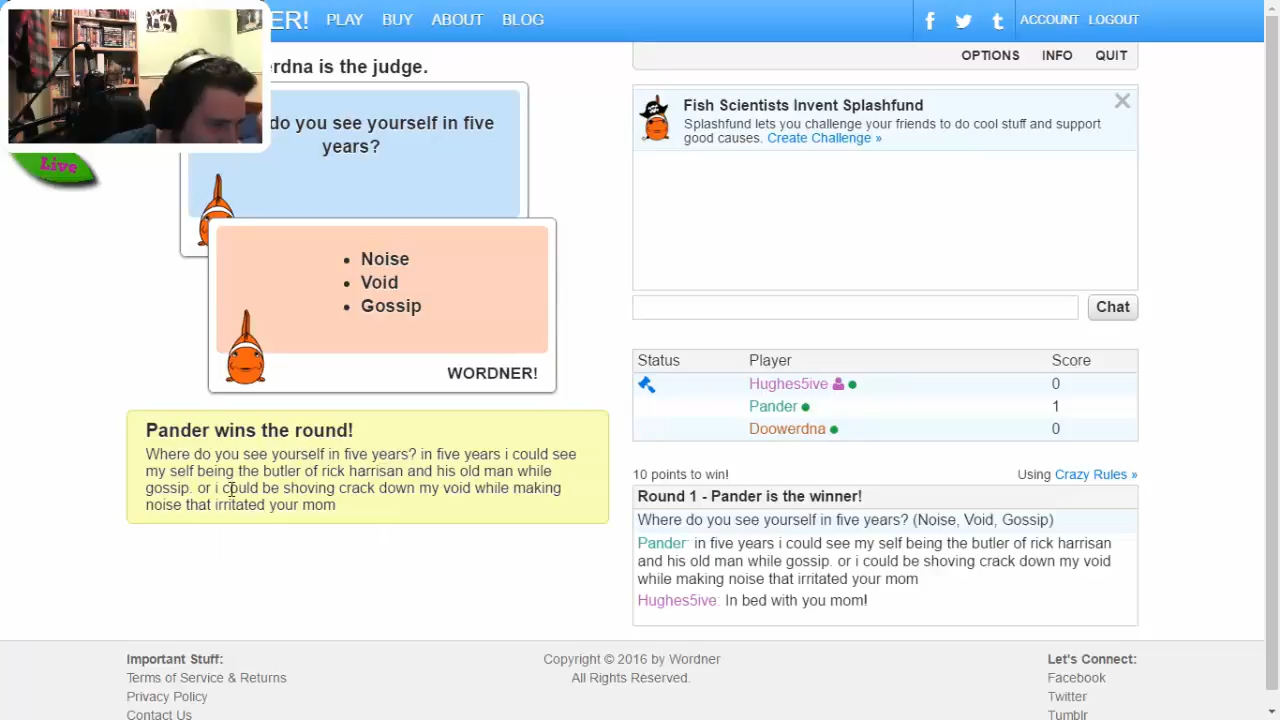 ER!
PLAY
BUY
ABOUT
BLOG
ACCOUNT
LOGOUT
Live
erdna is the judge.
do you see yourself in five
years?
Noise
Void
Gossip
WORDNER!
Pander wins the round!
Where do you see yourself in five years? in five years i could see
my self being the butler of rick harrisan and his old man while
gossip. or i could be shoving crack down my void while making
noise that irritated your mom
OPTIONS
INFO
QUIT
Fish Scientists Invent Splashfund
Splashfund lets you challenge your friends to do cool stuff and support
good causes. Create Challenge »
Chat
Status Player Score
Hughes5ive 0
Pander 1
Doowerdna 0
10 points to win!
Using Crazy Rules »
Round 1 - Pander is the winner!
Where do you see yourself in five years? (Noise, Void, Gossip)
Pander: in five years i could see my self being the butler of rick harrisan
and his old man while gossip. or i could be shoving crack down my void
while making noise that irritated your mom
Hughes5ive: In bed with you mom!
Important Stuff:
Terms of Service & Returns
Privacy Policy
Contact Us
Copyright © 2016 by Wordner
All Rights Reserved.
Let's Connect:
Facebook
Twitter
Tumblr